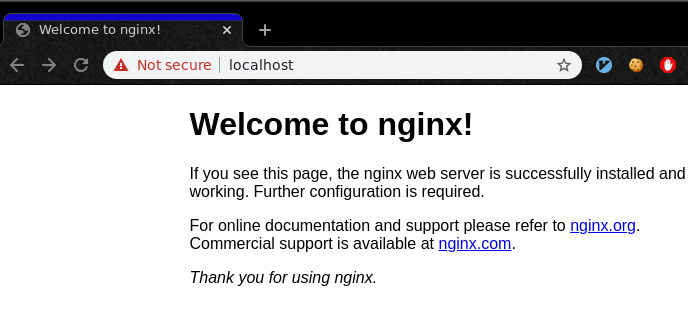 Welcome to nginx!
Not secure localhost
Welcome to nginx!
If you see this page, the nginx web server is successfully installed and
working. Further configuration is required.
For online documentation and support please refer to nginx.org.
Commercial support is available at nginx.com.
Thank you for using nginx.